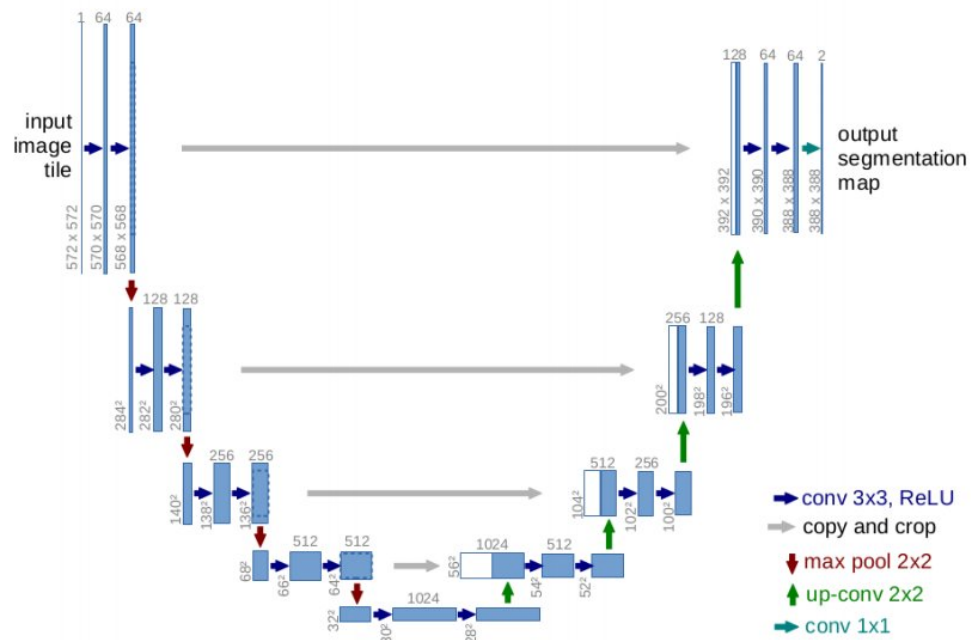 1 64 64
128 64 64 2
input
image
tile
output
segmentation
map
572 x 572
570 x 570
568 x 568
392 x 392
390 x 390
388 x 388
388 x 388
128 128
256 128
284²
282²
280²
200²
198²
196²
256 256
512 256
140²
138²
136²
104²
102²
100²
512 512
1024 512
68²
66²
64²
56²
54²
52²
1024
32²
30²
28²
conv 3x3, ReLU
copy and crop
max pool 2x2
up-conv 2x2
conv 1x1